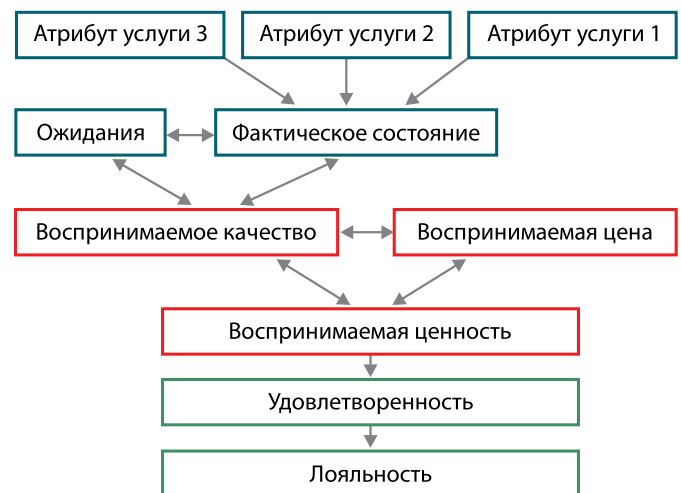 Атрибут услуги 3
Атрибут услуги 2
Атрибут услуги 1
Ожидания
Фактическое состояние
Воспринимаемое качество
Воспринимаемая цена
Воспринимаемая ценность
Удовлетворенность
Лояльность